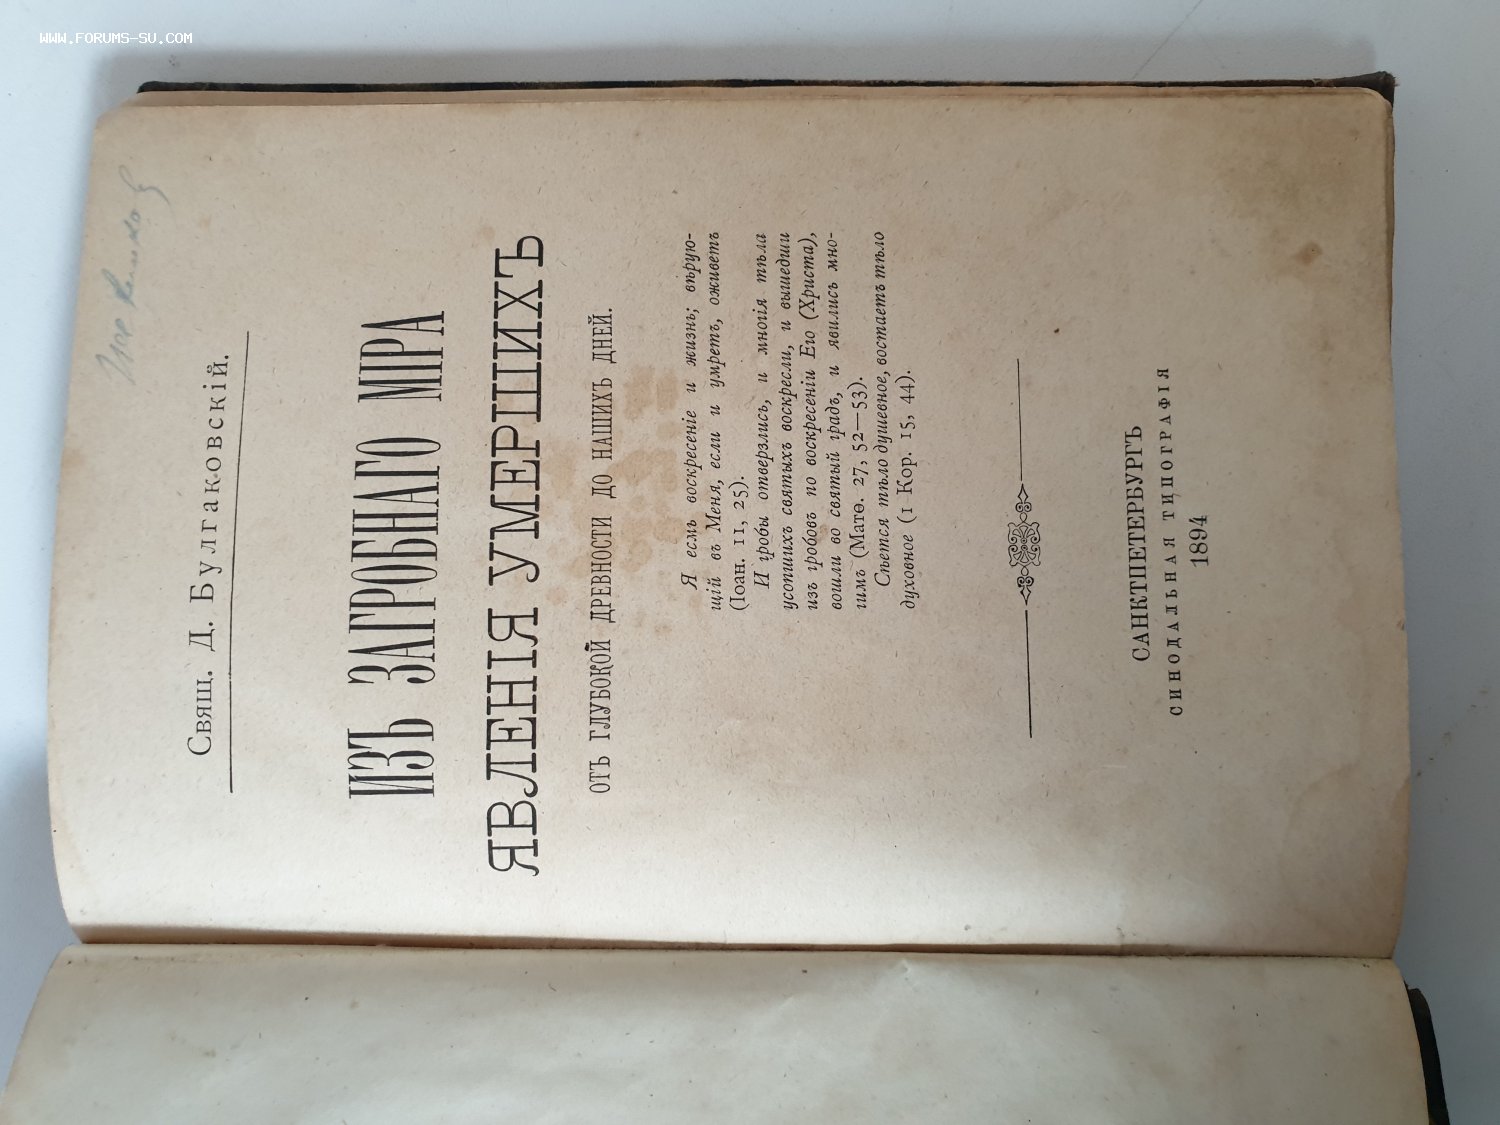 WWW.FORUMS-SU.COM
Свящ. Д. Булгаковскій.
ИЗЪ ЗАГРОБНАГО МІРА
ЯВЛЕНІЯ УМЕРШИХЪ
ОТЪ ГЛУБОКОЙ ДРЕВНОСТИ ДО НАШИХЪ ДНЕЙ.
Я есмь воскресеніе и жизнь; вѣрую-
щій въ Меня, если и умретъ, оживетъ
(Іоан. 11, 25).
И гробы отверзлись, и многія тѣла
усопшихъ святыхъ воскресли, и вышедши
изъ гробовъ по воскресеніи Его (Христа),
вошли во святый градъ, и явились мно-
гимъ (Матѳ. 27, 52—53).
Сѣется тѣло душевное, востаетъ тѣло
духовное (1 Кор. 15, 44).
САНКТПЕТЕРБУРГЪ
СИНОДАЛЬНАЯ ТИПОГРАФІЯ
1894